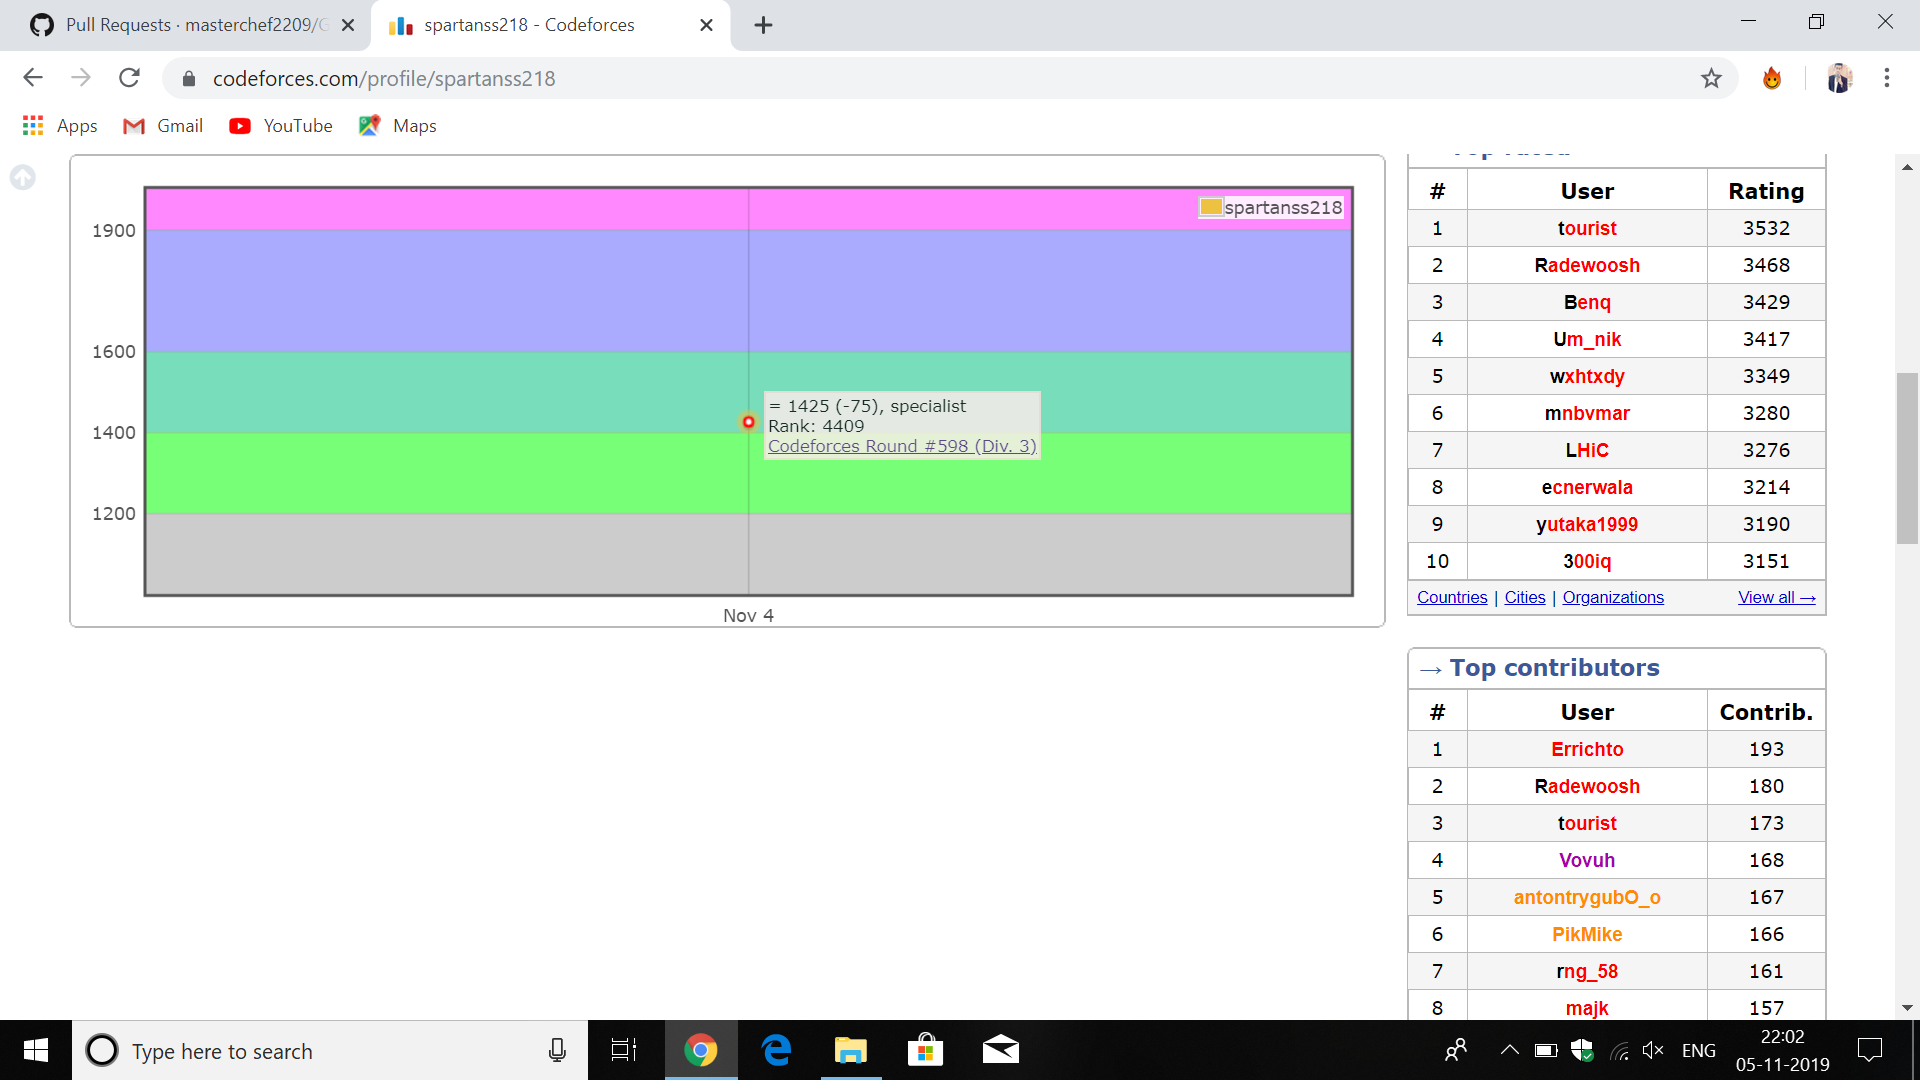 Pull Requests · masterchef2209/
spartanss218 - Codeforces
codeforces.com/profile/spartanss218
Apps
Gmail
YouTube
Maps
spartanss218
1900
1600
1400
1200
= 1425 (-75), specialist
Rank: 4409
Codeforces Round #598 (Div. 3)
Nov 4
# User Rating
1 tourist 3532
2 Radewoosh 3468
3 Benq 3429
4 Um_nik 3417
5 wxhtxdy 3349
6 mnbvmar 3280
7 LHiC 3276
8 ecnerwala 3214
9 yutaka1999 3190
10 300iq 3151
Countries | Cities | Organizations View all →
→ Top contributors
# User Contrib.
1 Errichto 193
2 Radewoosh 180
3 tourist 173
4 Vovuh 168
5 antontrygubO_o 167
6 PikMike 166
7 rng_58 161
8 majk 157
Type here to search
ENG
22:02
05-11-2019